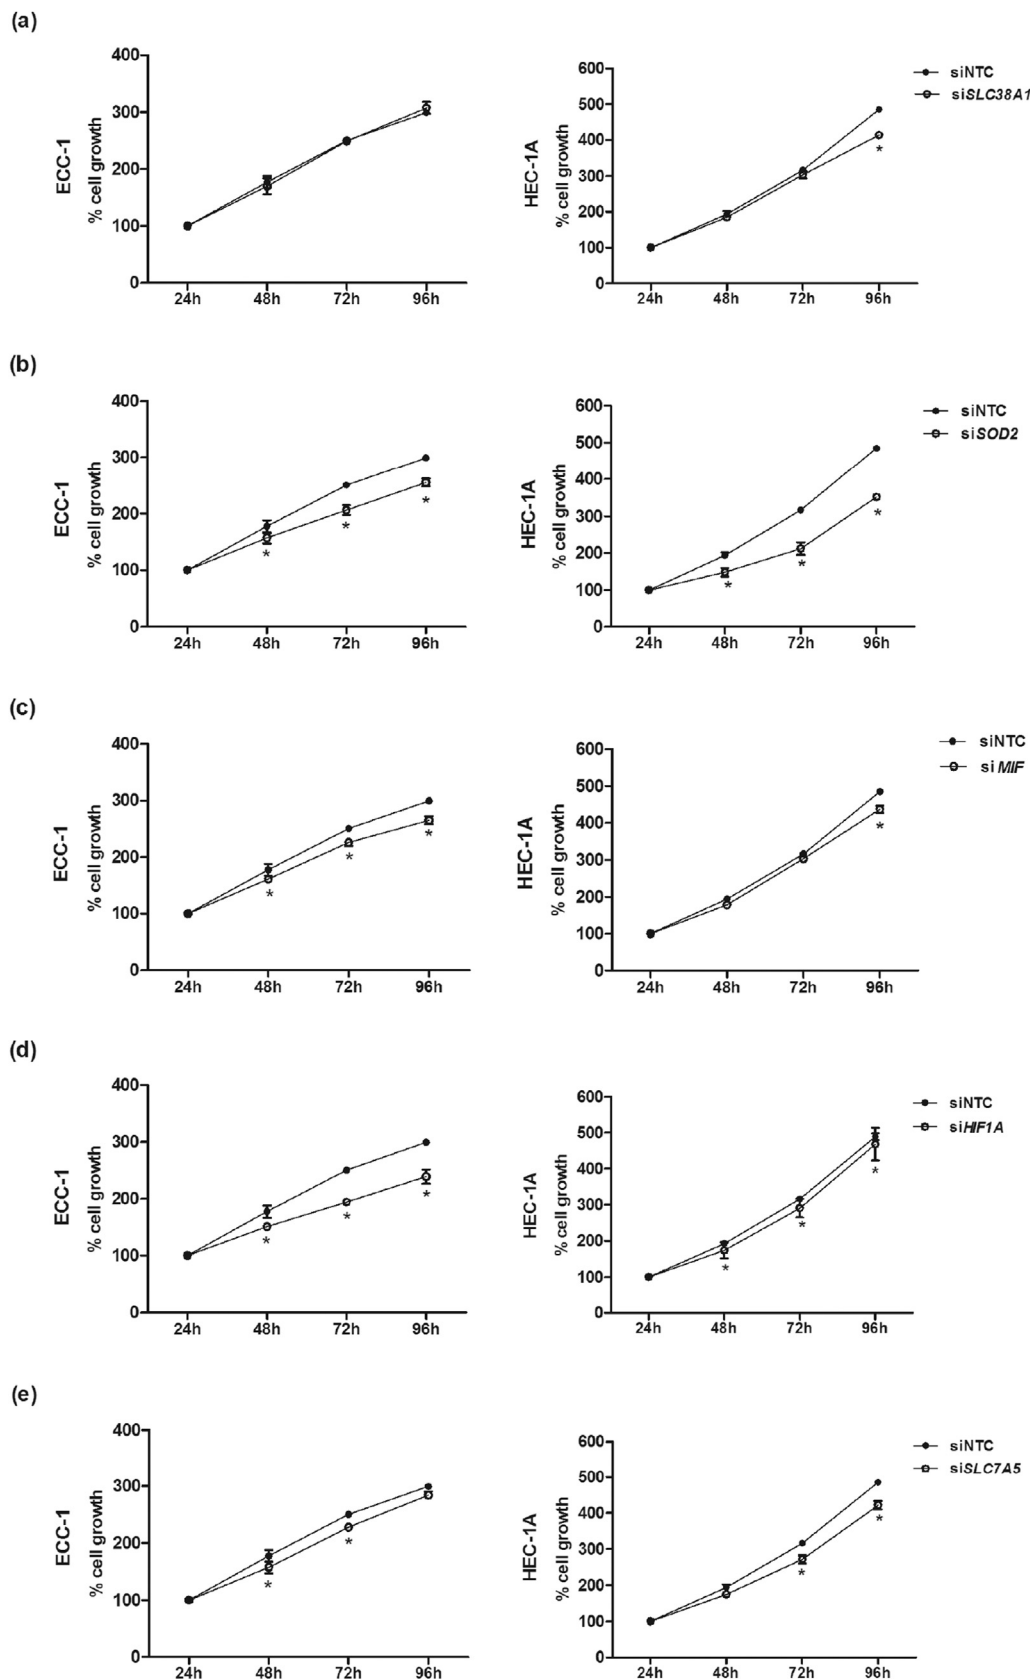 (a)
400
300
200
100
0
ECC-1
% cell growth
24h 48h 72h 96h
600
500
400
300
200
100
0
HEC-1A
% cell growth
*
24h 48h 72h 96h
siNTC
siSLC38A1
(b)
400
300
200
100
0
ECC-1
% cell growth
* * *
24h 48h 72h 96h
600
500
400
300
200
100
0
HEC-1A
% cell growth
* * *
24h 48h 72h 96h
siNTC
siSOD2
(c)
400
300
200
100
0
ECC-1
% cell growth
* * *
24h 48h 72h 96h
600
500
400
300
200
100
0
HEC-1A
% cell growth
*
24h 48h 72h 96h
siNTC
si MIF
(d)
400
300
200
100
0
ECC-1
% cell growth
* * *
24h 48h 72h 96h
600
500
400
300
200
100
0
HEC-1A
% cell growth
* * *
24h 48h 72h 96h
siNTC
siHIF1A
(e)
400
300
200
100
0
ECC-1
% cell growth
* *
24h 48h 72h 96h
600
500
400
300
200
100
0
HEC-1A
% cell growth
* *
24h 48h 72h 96h
siNTC
siSLC7A5